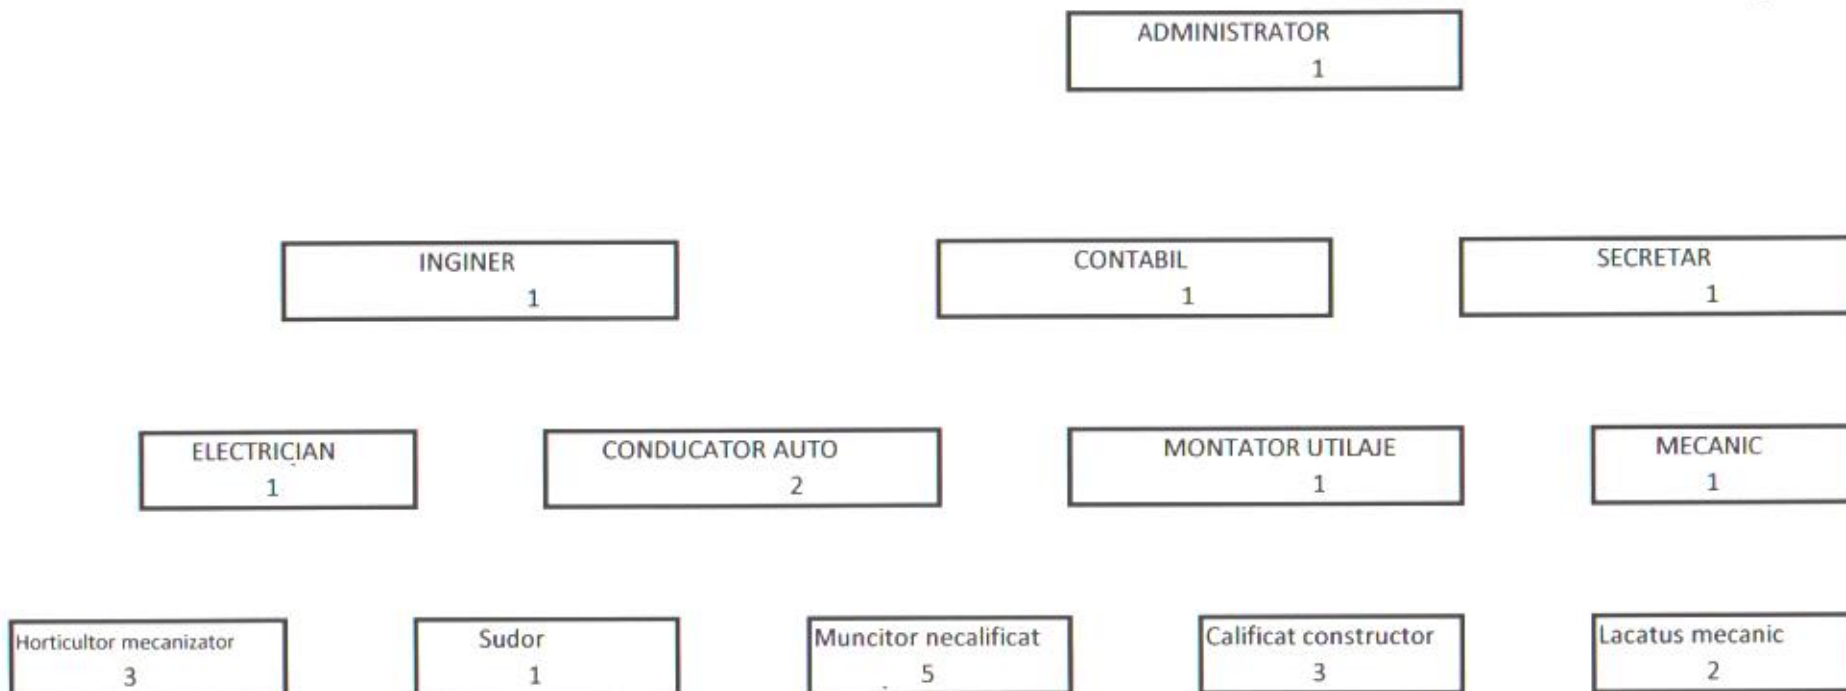 ADMINISTRATOR
1
INGINER
1
CONTABIL
1
SECRETAR
1
ELECTRICIAN
1
CONDUCATOR AUTO
2
MONTATOR UTILAJE
1
MECANIC
1
Horticultor mecanizator
3
Sudor
1
Muncitor necalificat
5
Calificat constructor
3
Lacatus mecanic
2